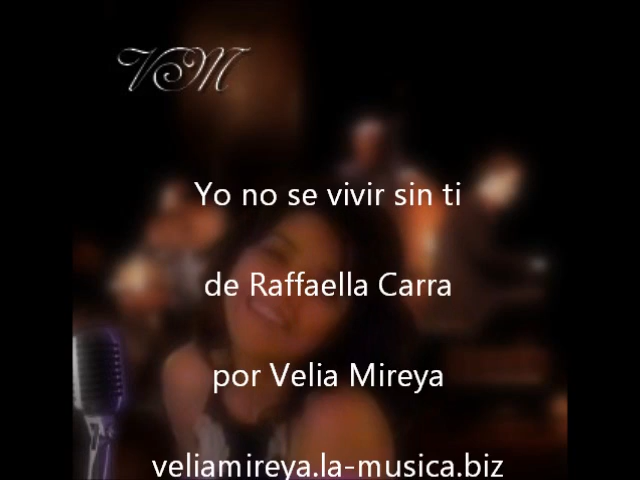 VM
Yo no se vivir sin ti
de Raffaella Carra
por Velia Mireya
veliamireya.la-musica.biz